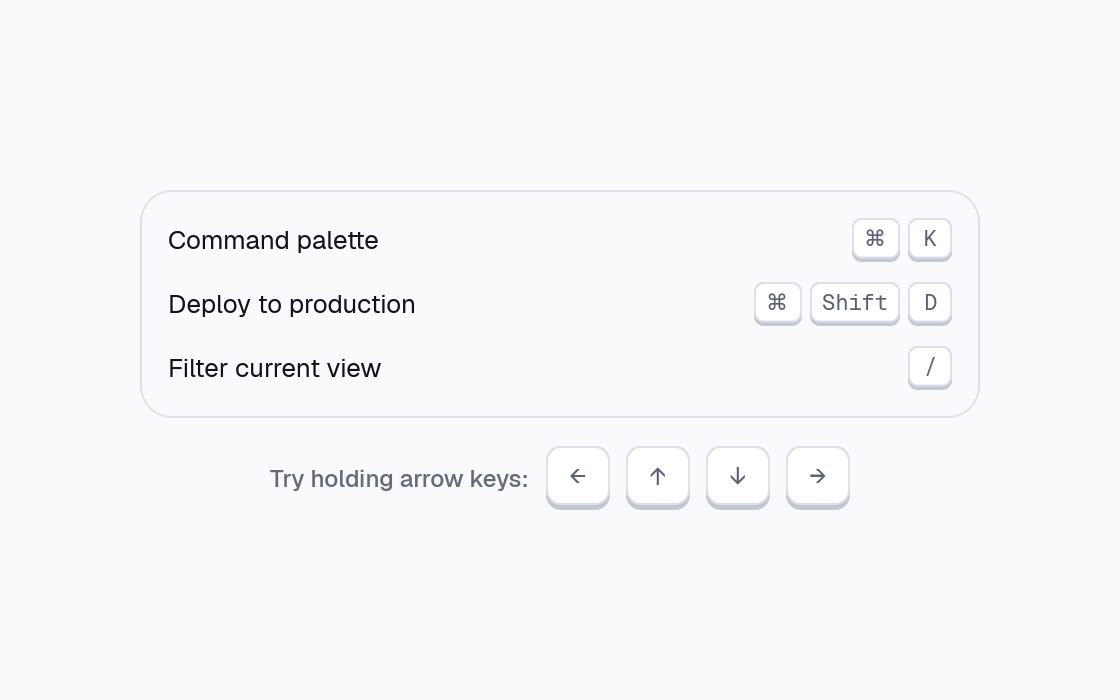 Command palette ⌘ K
Deploy to production ⌘ Shift D
Filter current view /
Try holding arrow keys: ← ↑ ↓ →